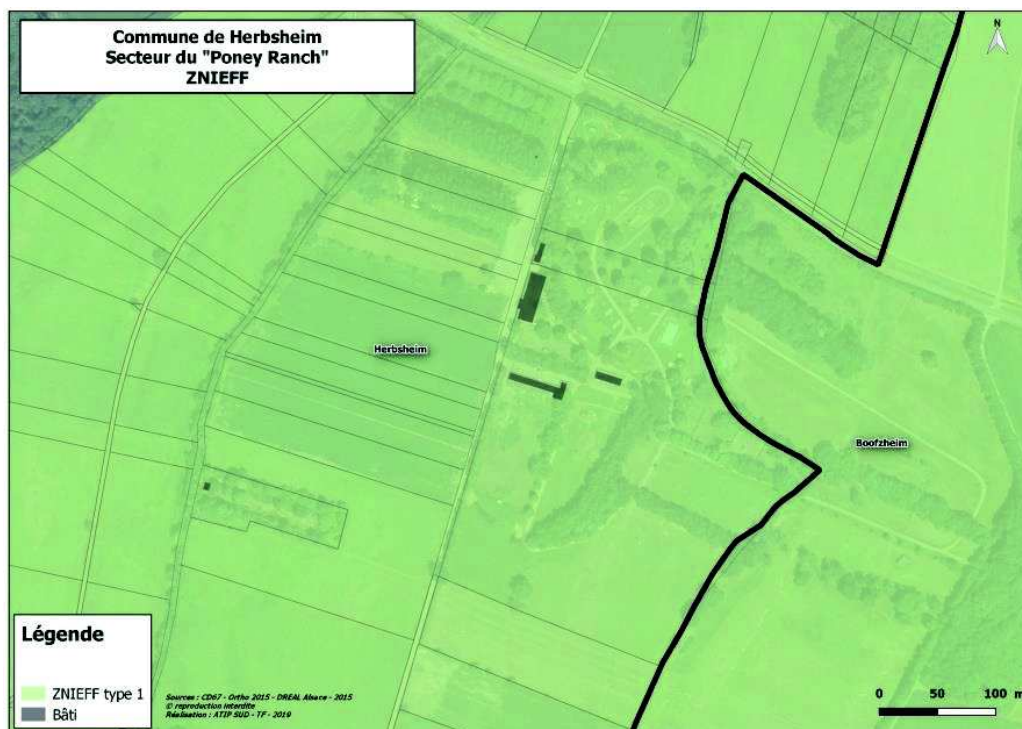 Commune de Herbsheim
Secteur du "Poney Ranch"
ZNIEFF
N
Herbsheim
Boofzheim
Légende
ZNIEFF type 1
Bâti
Sources : CD67 - Ortho 2015 - DREAL Alsace - 2015
© reproduction interdite
Réalisation : ATIP SUD - TF - 2019
0 50 100 m